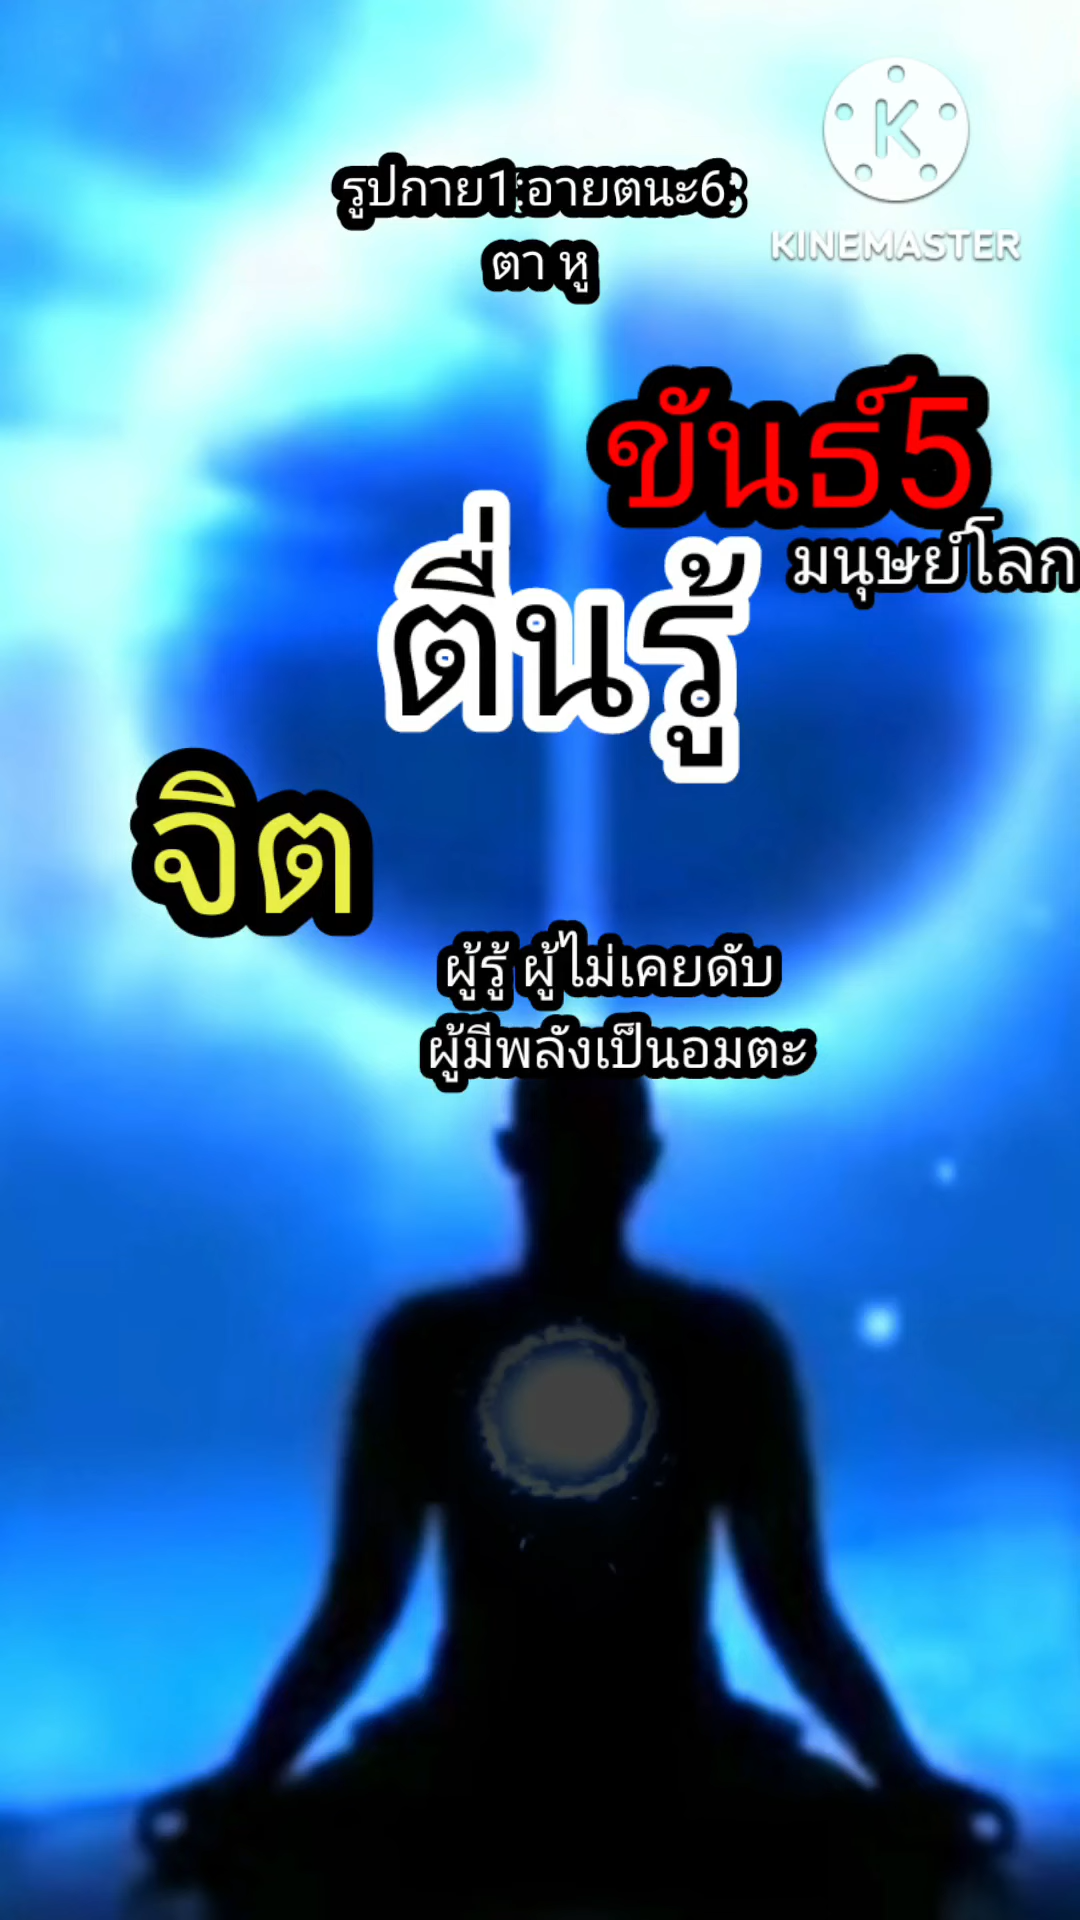 K
KINEMASTER
รูปกาย1:อายตนะ6:
ตา หู
ขันธ์5
มนุษย์โลก
ตื่นรู้
จิต
ผู้รู้ ผู้ไม่เคยดับ
ผู้มีพลังเป็นอมตะ